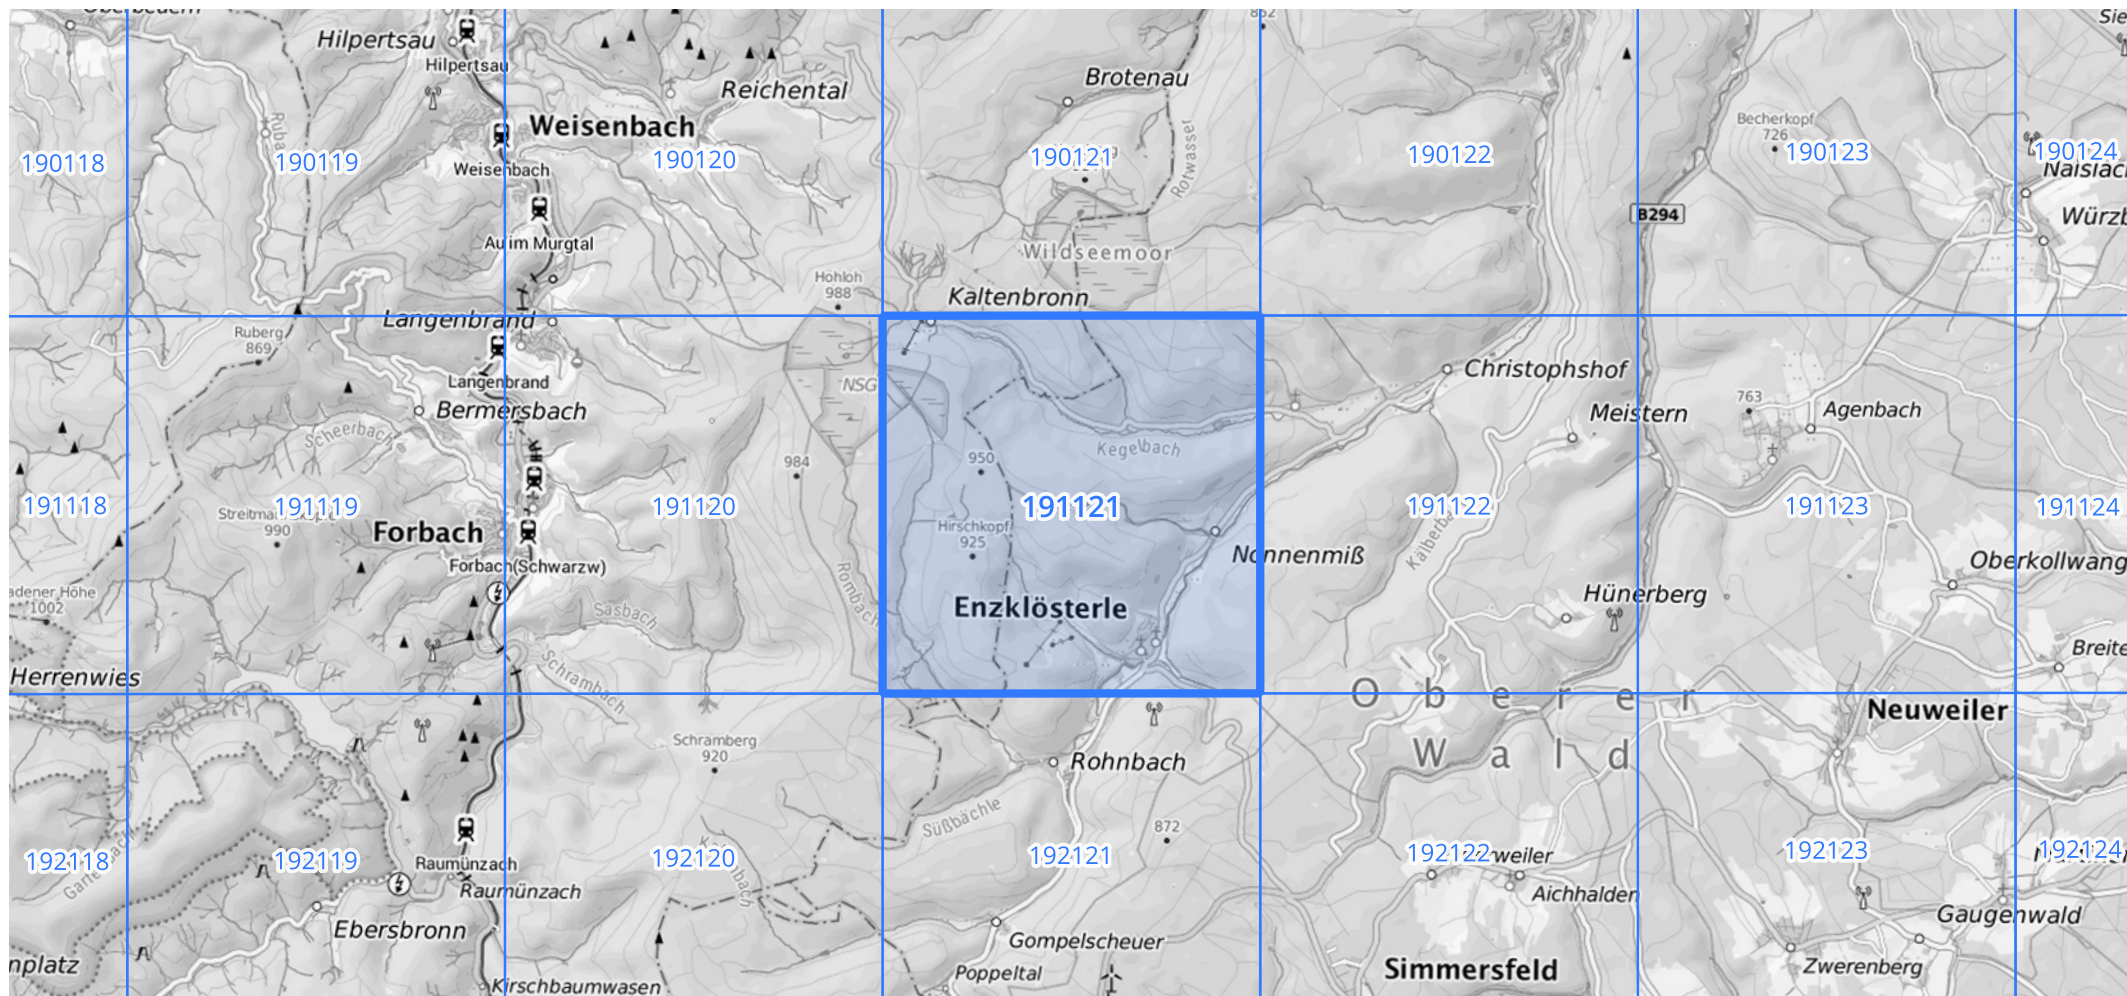 Hilpertsau
Hilpertsau
Reichental
Brotenau
Becherkopf
726
Weisenbach
Weisenbach
190118
190119
190120
190121
190122
190123
190124
Rotwasser
B294
Au im Murgtal
Wildseemoor
Hohloh
988
Kaltenbronn
Langenbrand
Ruberg
869
Langenbrand
NSG
Christophshof
Bermersbach
Meistern
763
Agenbach
Scheerbach
Kegelbach
984
950
191118
191119
191120
191121
191122
191123
191124
990
Forbach
Hirschkopf
925
Nonnenmiß
Forbach(Schwarzw)
Oberkollwang
adener Höhe
1002
Sasbach
Rombach
Enzklösterle
Hünerberg
Herrenwies
Schrambach
Breite
Oberer
Neuweiler
Schramberg
920
Wald
Rohnbach
Süßbächle
872
192118
192119
192120
192121
192122
192123
192124
Raumünzach
Raumünzach
Aichhalden
Ebersbronn
Gaugenwald
Gompelscheuer
nplatz
Poppeltal
Simmersfeld
Zwerenberg
Kirschbaumwasen